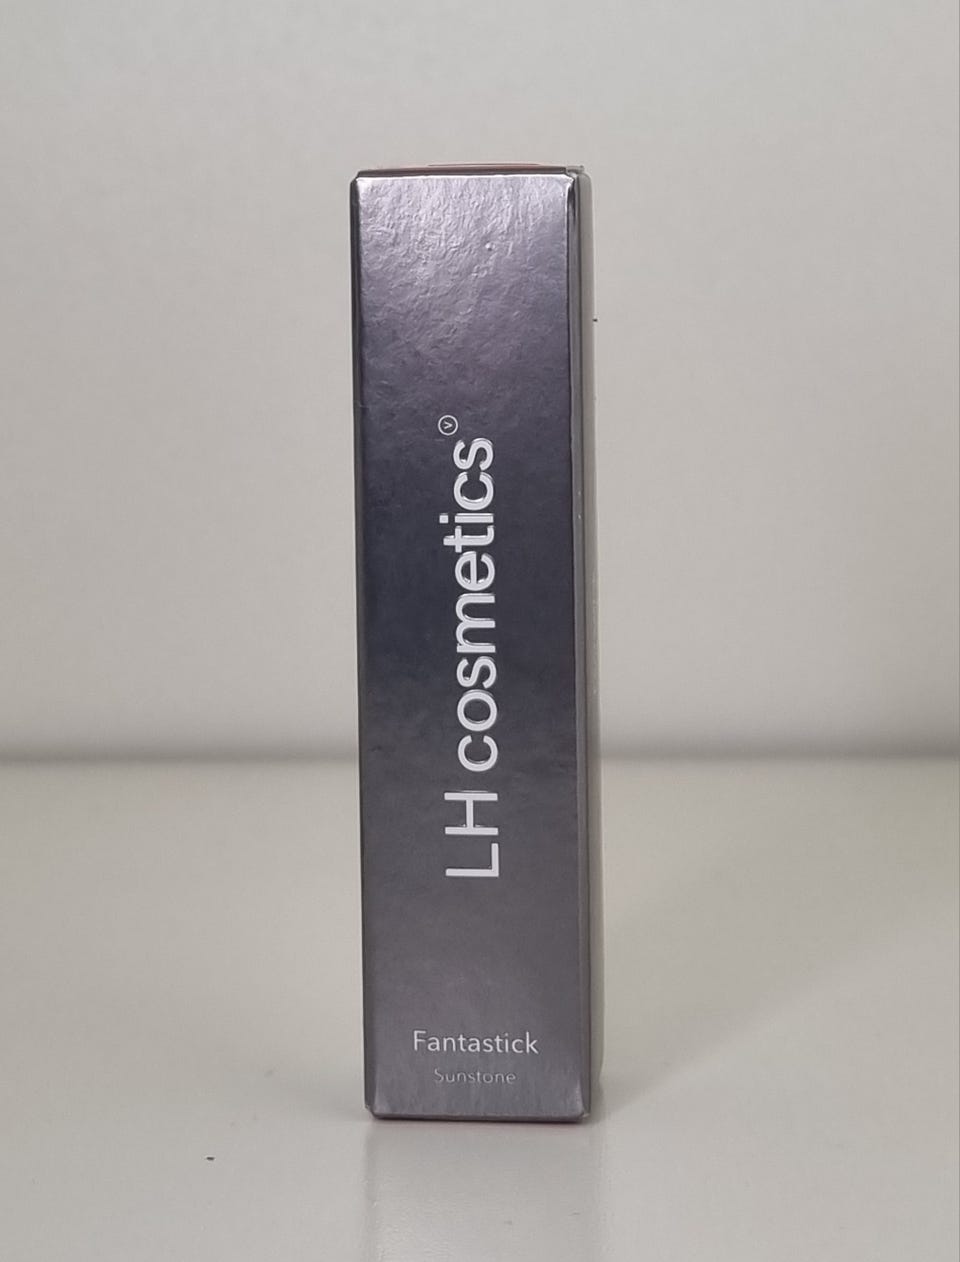 LH cosmetics Ⓥ
Fantastick
Sunstone